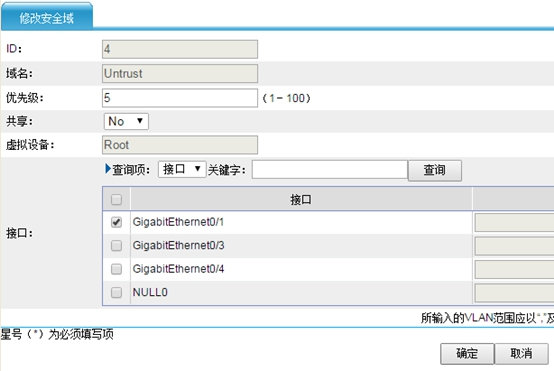 修改安全域
ID： 4
域名： Untrust
优先级： 5 （1－100）
共享： No
虚拟设备： Root
查询项： 接口 关键字： 查询
接口
接口：
GigabitEthernet0/1
GigabitEthernet0/3
GigabitEthernet0/4
NULL0
所输入的VLAN范围应以“,”及
星号（*）为必须填写项
确定 取消